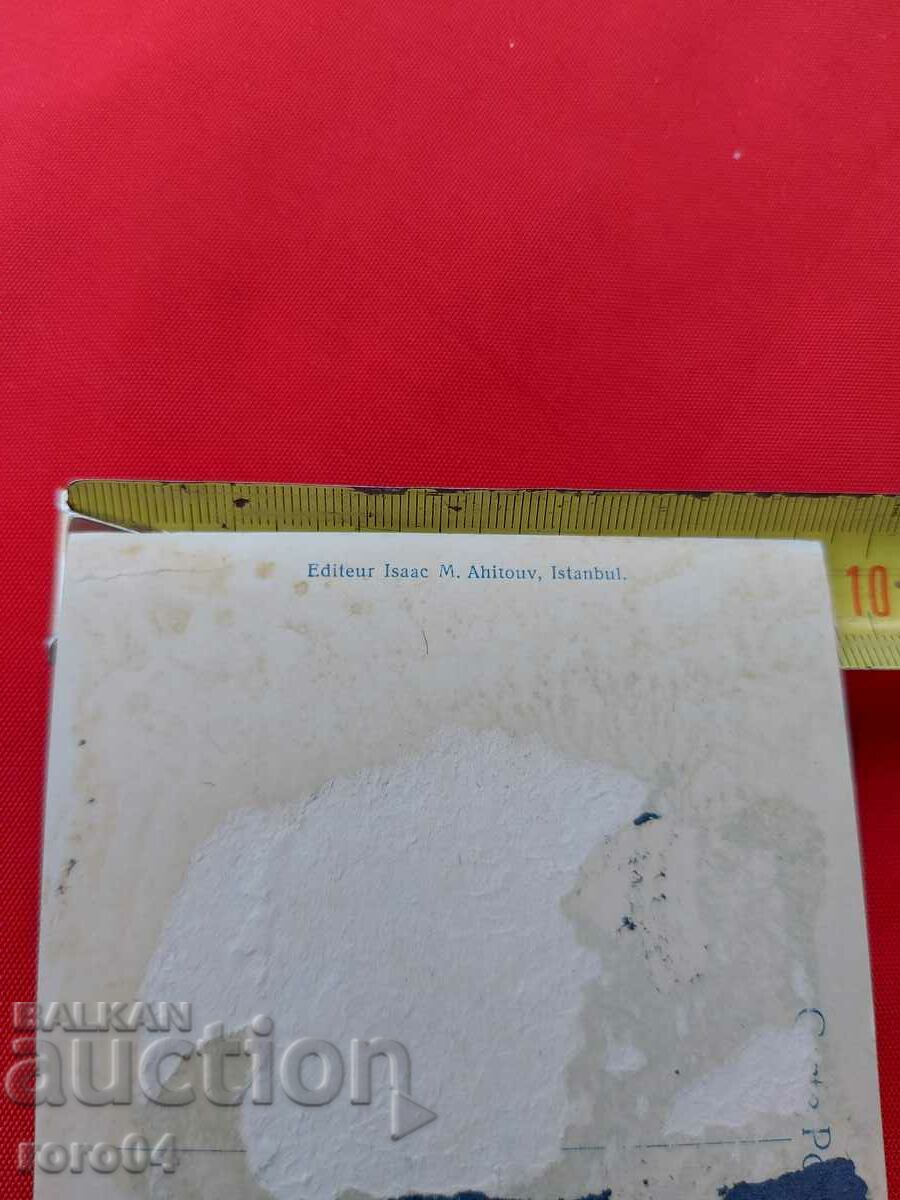 Editeur Isaac M. Ahitouv, Istanbul.
10
BALKAN
auction
roro04